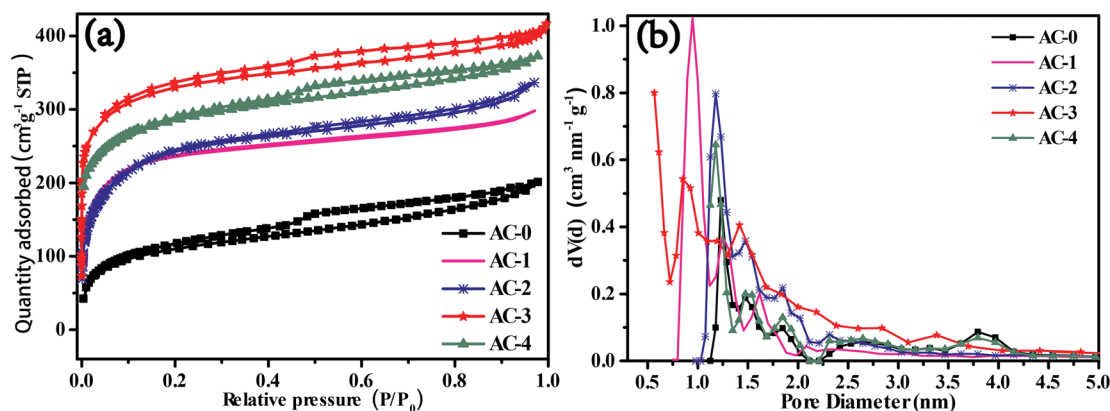 (a)
Quantity adsorbed (cm³g⁻¹ STP)
400
300
200
100
0
AC-0
AC-1
AC-2
AC-3
AC-4
0.0 0.2 0.4 0.6 0.8 1.0
Relative pressure (P/P₀)
(b)
dV(d) (cm³ nm⁻¹ g⁻¹)
1.0
0.8
0.6
0.4
0.2
0.0
AC-0
AC-1
AC-2
AC-3
AC-4
0.5 1.0 1.5 2.0 2.5 3.0 3.5 4.0 4.5 5.0
Pore Diameter(nm)